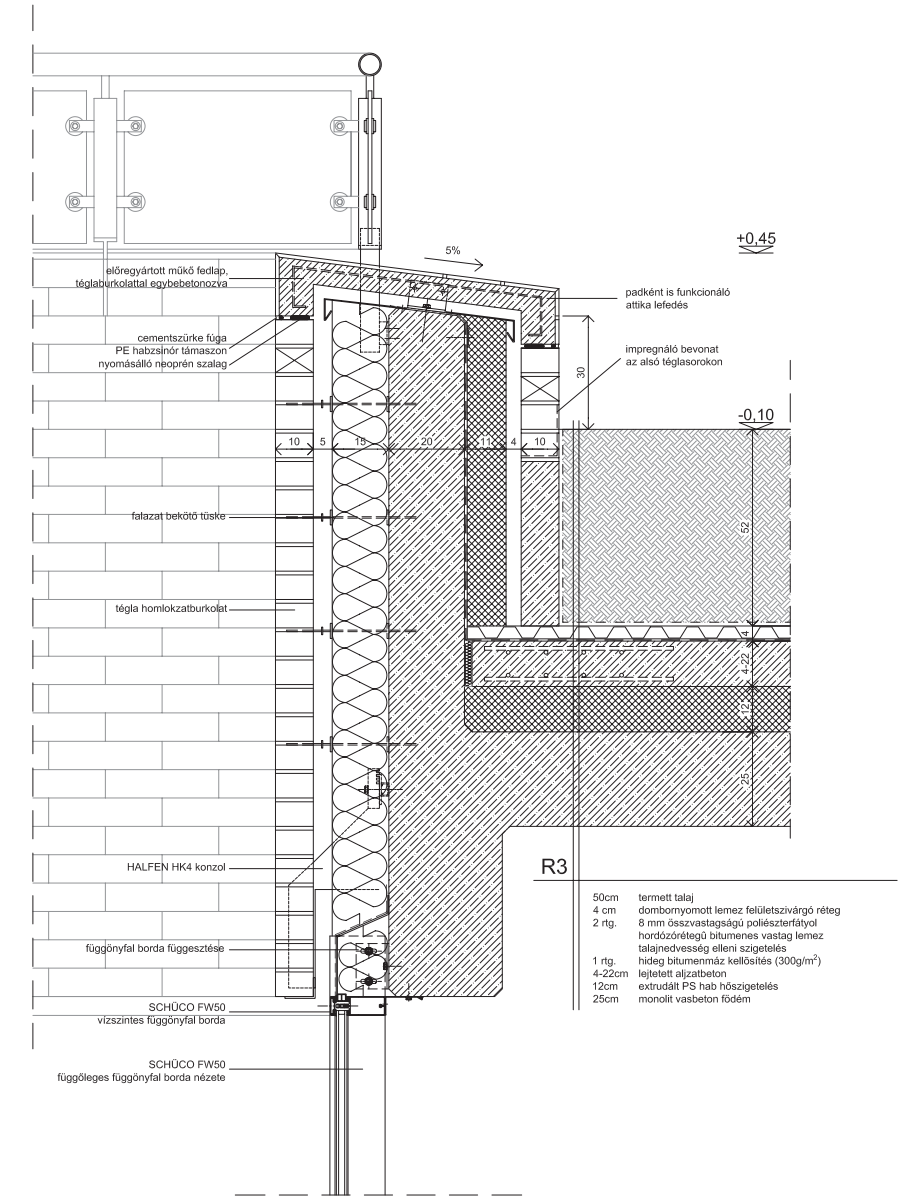 +0,45
5%
előregyártott műkő fedlap,
téglaburkolattal egybebetonozva
padként is funkcionáló
attika lefedés
cementszürke fúga
PE habzsinór támaszon
nyomásálló neoprén szalag
impregnáló bevonat
az alsó téglasorokon
30
-0,10
10 5 15 20 11 4 10
falazat bekötő tüske
52
tégla homlokzatburkolat
4
4-22
12
25
HALFEN HK4 konzol
R3
50cm termett talaj
4 cm dombornyomott lemez felületszivárgó réteg
2 rtg. 8 mm összvastagságú poliészterfátyol
hordózórétegű bitumenes vastag lemez
talajnedvesség elleni szigetelés
1 rtg. hideg bitumenmáz kellősítés (300g/m²)
4-22cm lejtetett aljzatbeton
12cm extrudált PS hab hőszigetelés
25cm monolit vasbeton födém
függönyfal borda függesztése
SCHÜCO FW50
vízszintes függönyfal borda
SCHÜCO FW50
függőleges függönyfal borda nézete